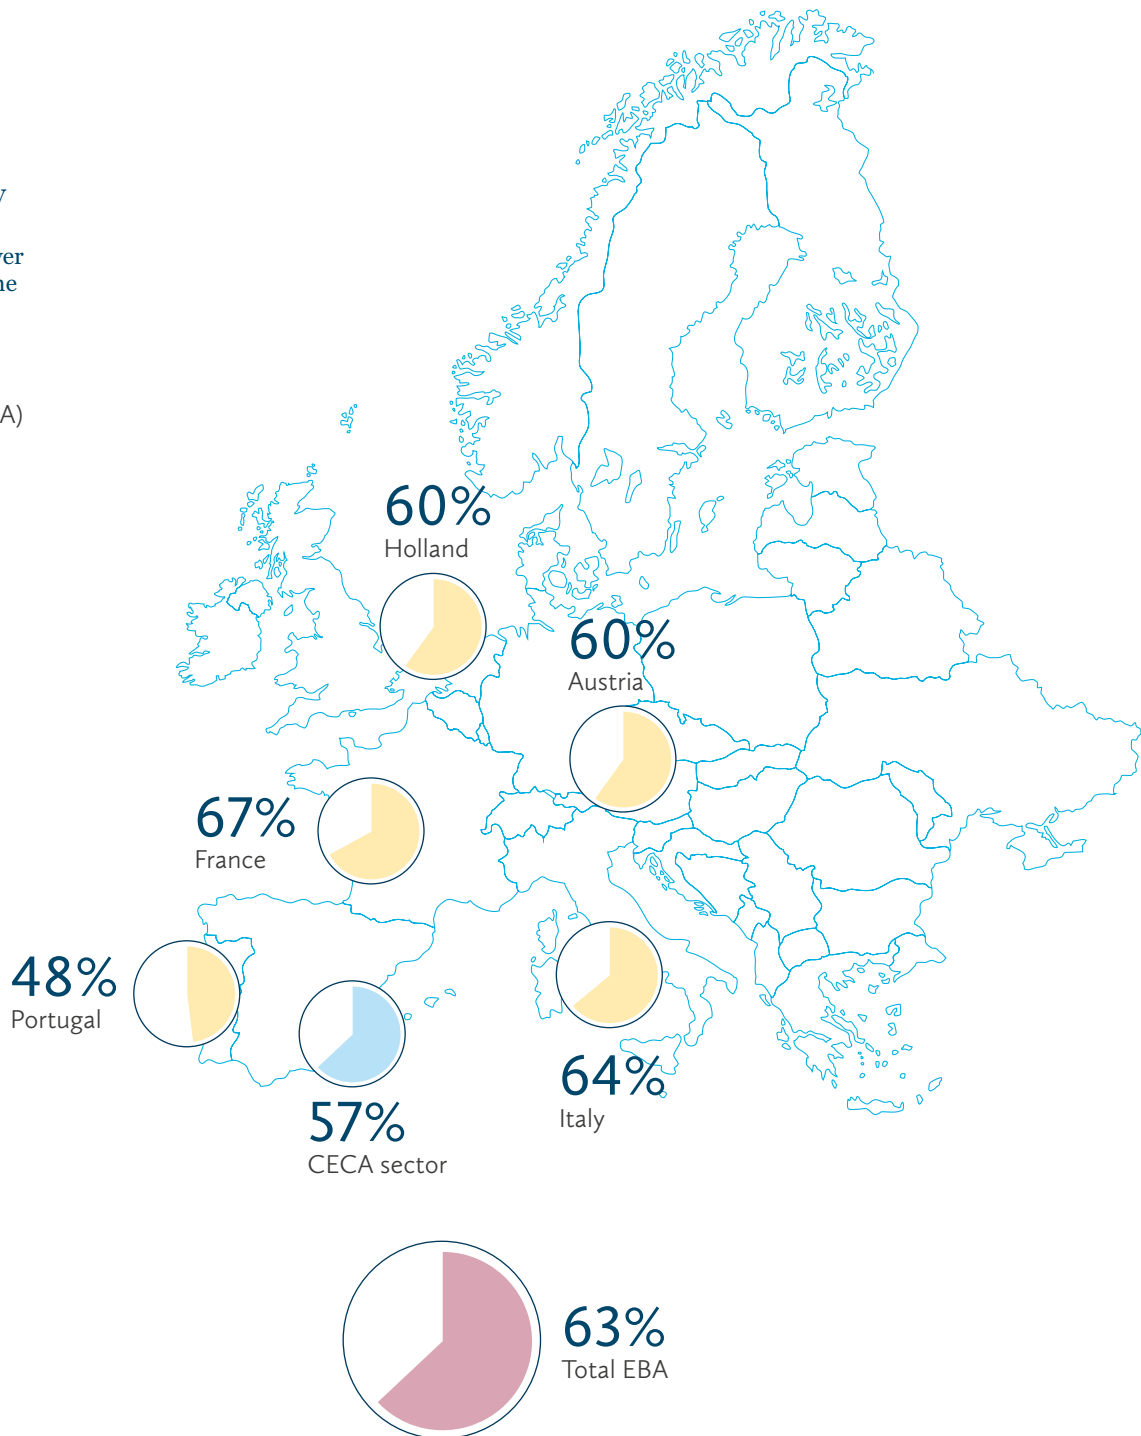 A)
60%
Holland
60%
Austria
67%
France
48%
Portugal
64%
Italy
57%
CECA sector
63%
Total EBA